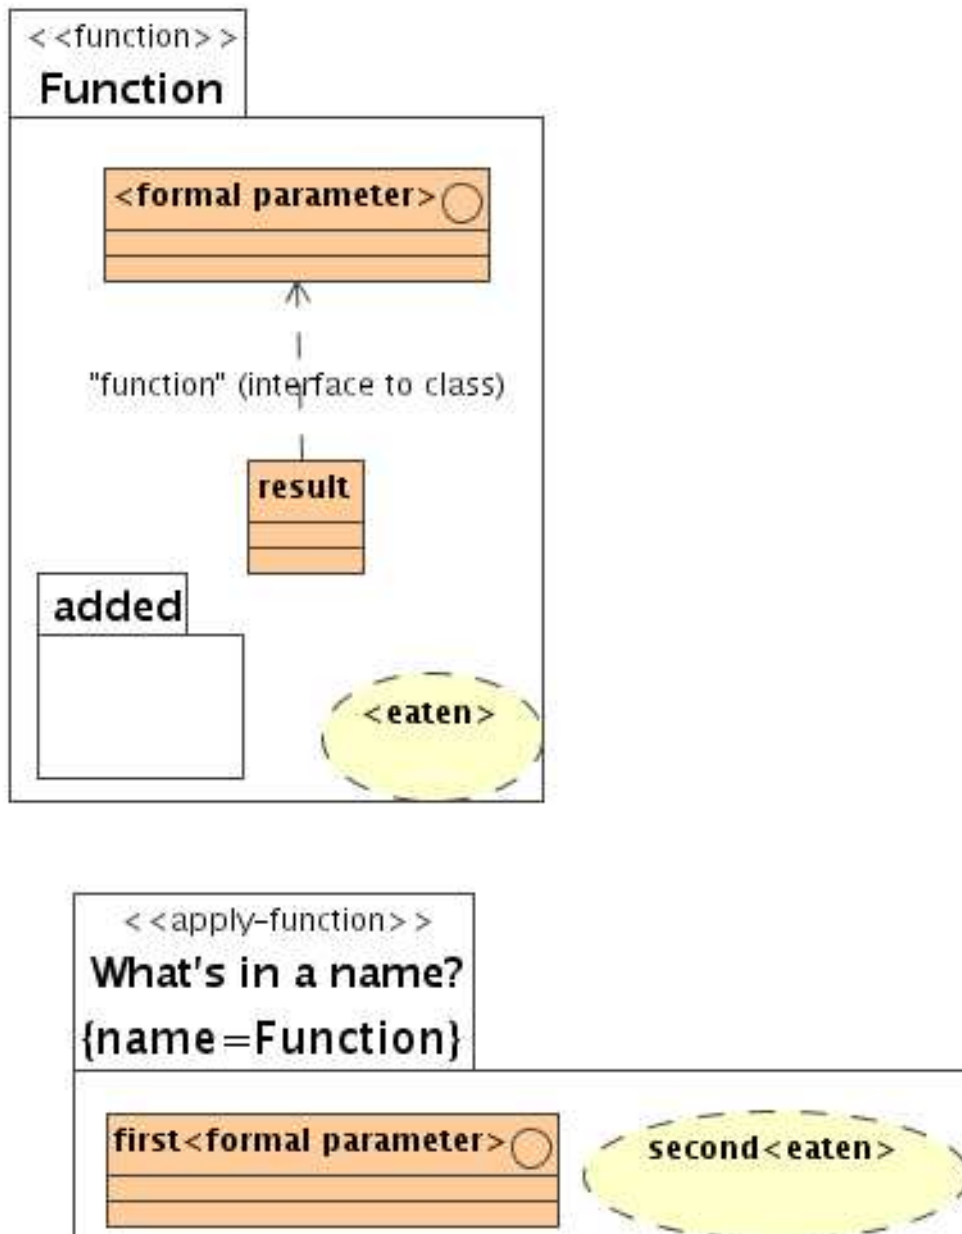 < <function> >
Function
<formal parameter>
"function" (interface to class)
result
added
<eaten>
< <apply-function> >
What's in a name?
{name=Function}
first<formal parameter>
second<eaten>